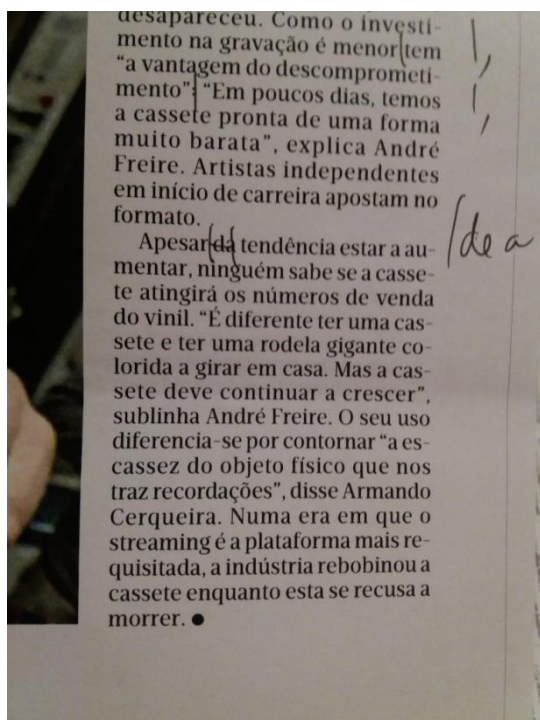 desapareceu. Como o investi-
mento na gravação é menor tem
“a vantagem do descomprometi-
mento”: “Em poucos dias, temos
a cassete pronta de uma forma
muito barata”, explica André
Freire. Artistas independentes
em início de carreira apostam no
formato.
Apesar da tendência estar a au-
mentar, ninguém sabe se a casse-
te atingirá os números de venda
do vinil. “É diferente ter uma cas-
sete e ter uma rodela gigante co-
lorida a girar em casa. Mas a cas-
sete deve continuar a crescer”,
sublinha André Freire. O seu uso
diferencia-se por contornar “a es-
cassez do objeto físico que nos
traz recordações”, disse Armando
Cerqueira. Numa era em que o
streaming é a plataforma mais re-
quisitada, a indústria rebobinou a
cassete enquanto esta se recusa a
morrer. ●
de a